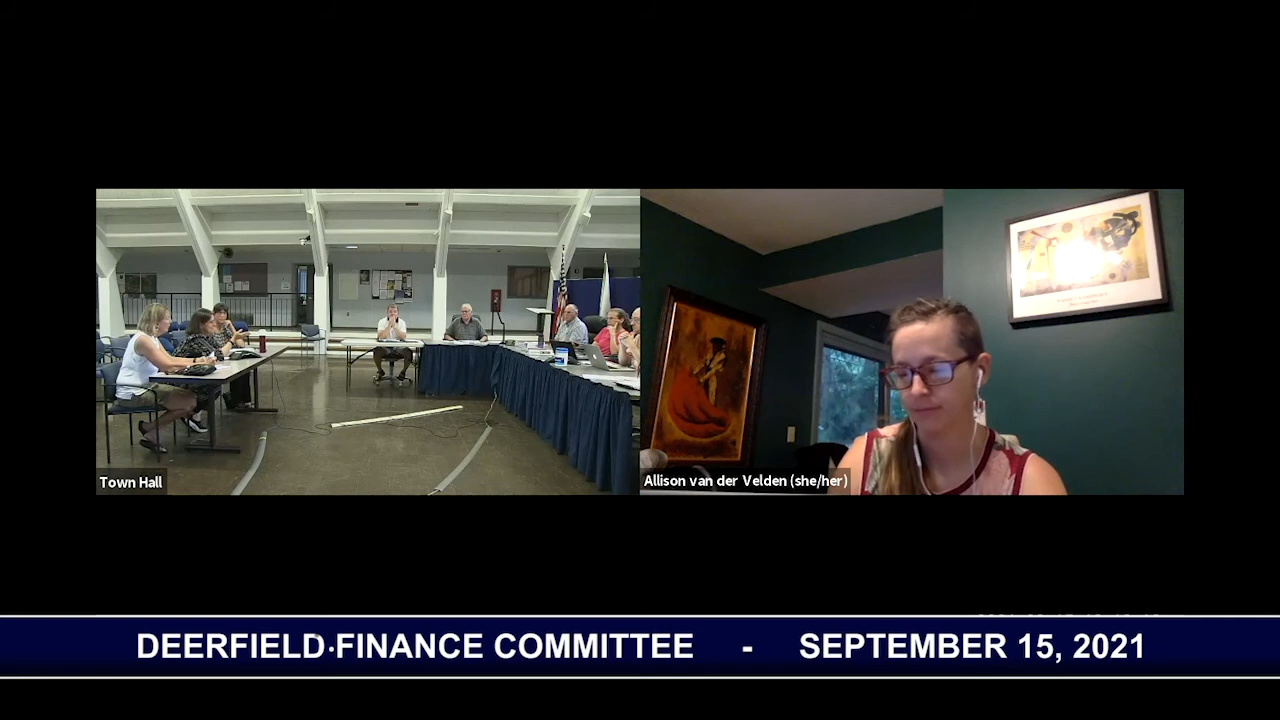 Town Hall
Allison van der Velden (she/her)
DEERFIELD·FINANCE COMMITTEE - SEPTEMBER 15, 2021